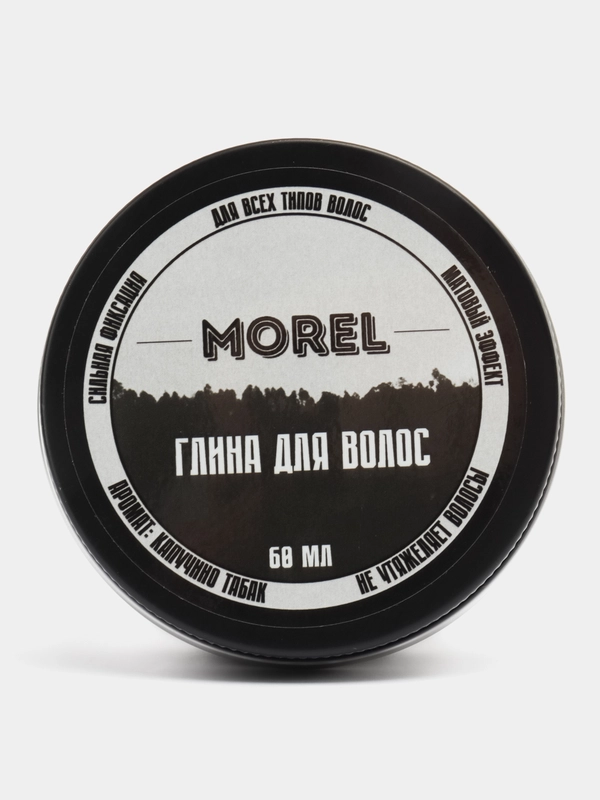 ДЛЯ ВСЕХ ТИПОВ ВОЛОС
СИЛЬНАЯ ФИКСАЦИЯ
МАТОВЫЙ ЭФФЕКТ
MOREL
ГЛИНА ДЛЯ ВОЛОС
60 МЛ
АРОМАТ: КАПУЧИНО ТАБАК
НЕ УТЯЖЕЛЯЕТ ВОЛОСЫ